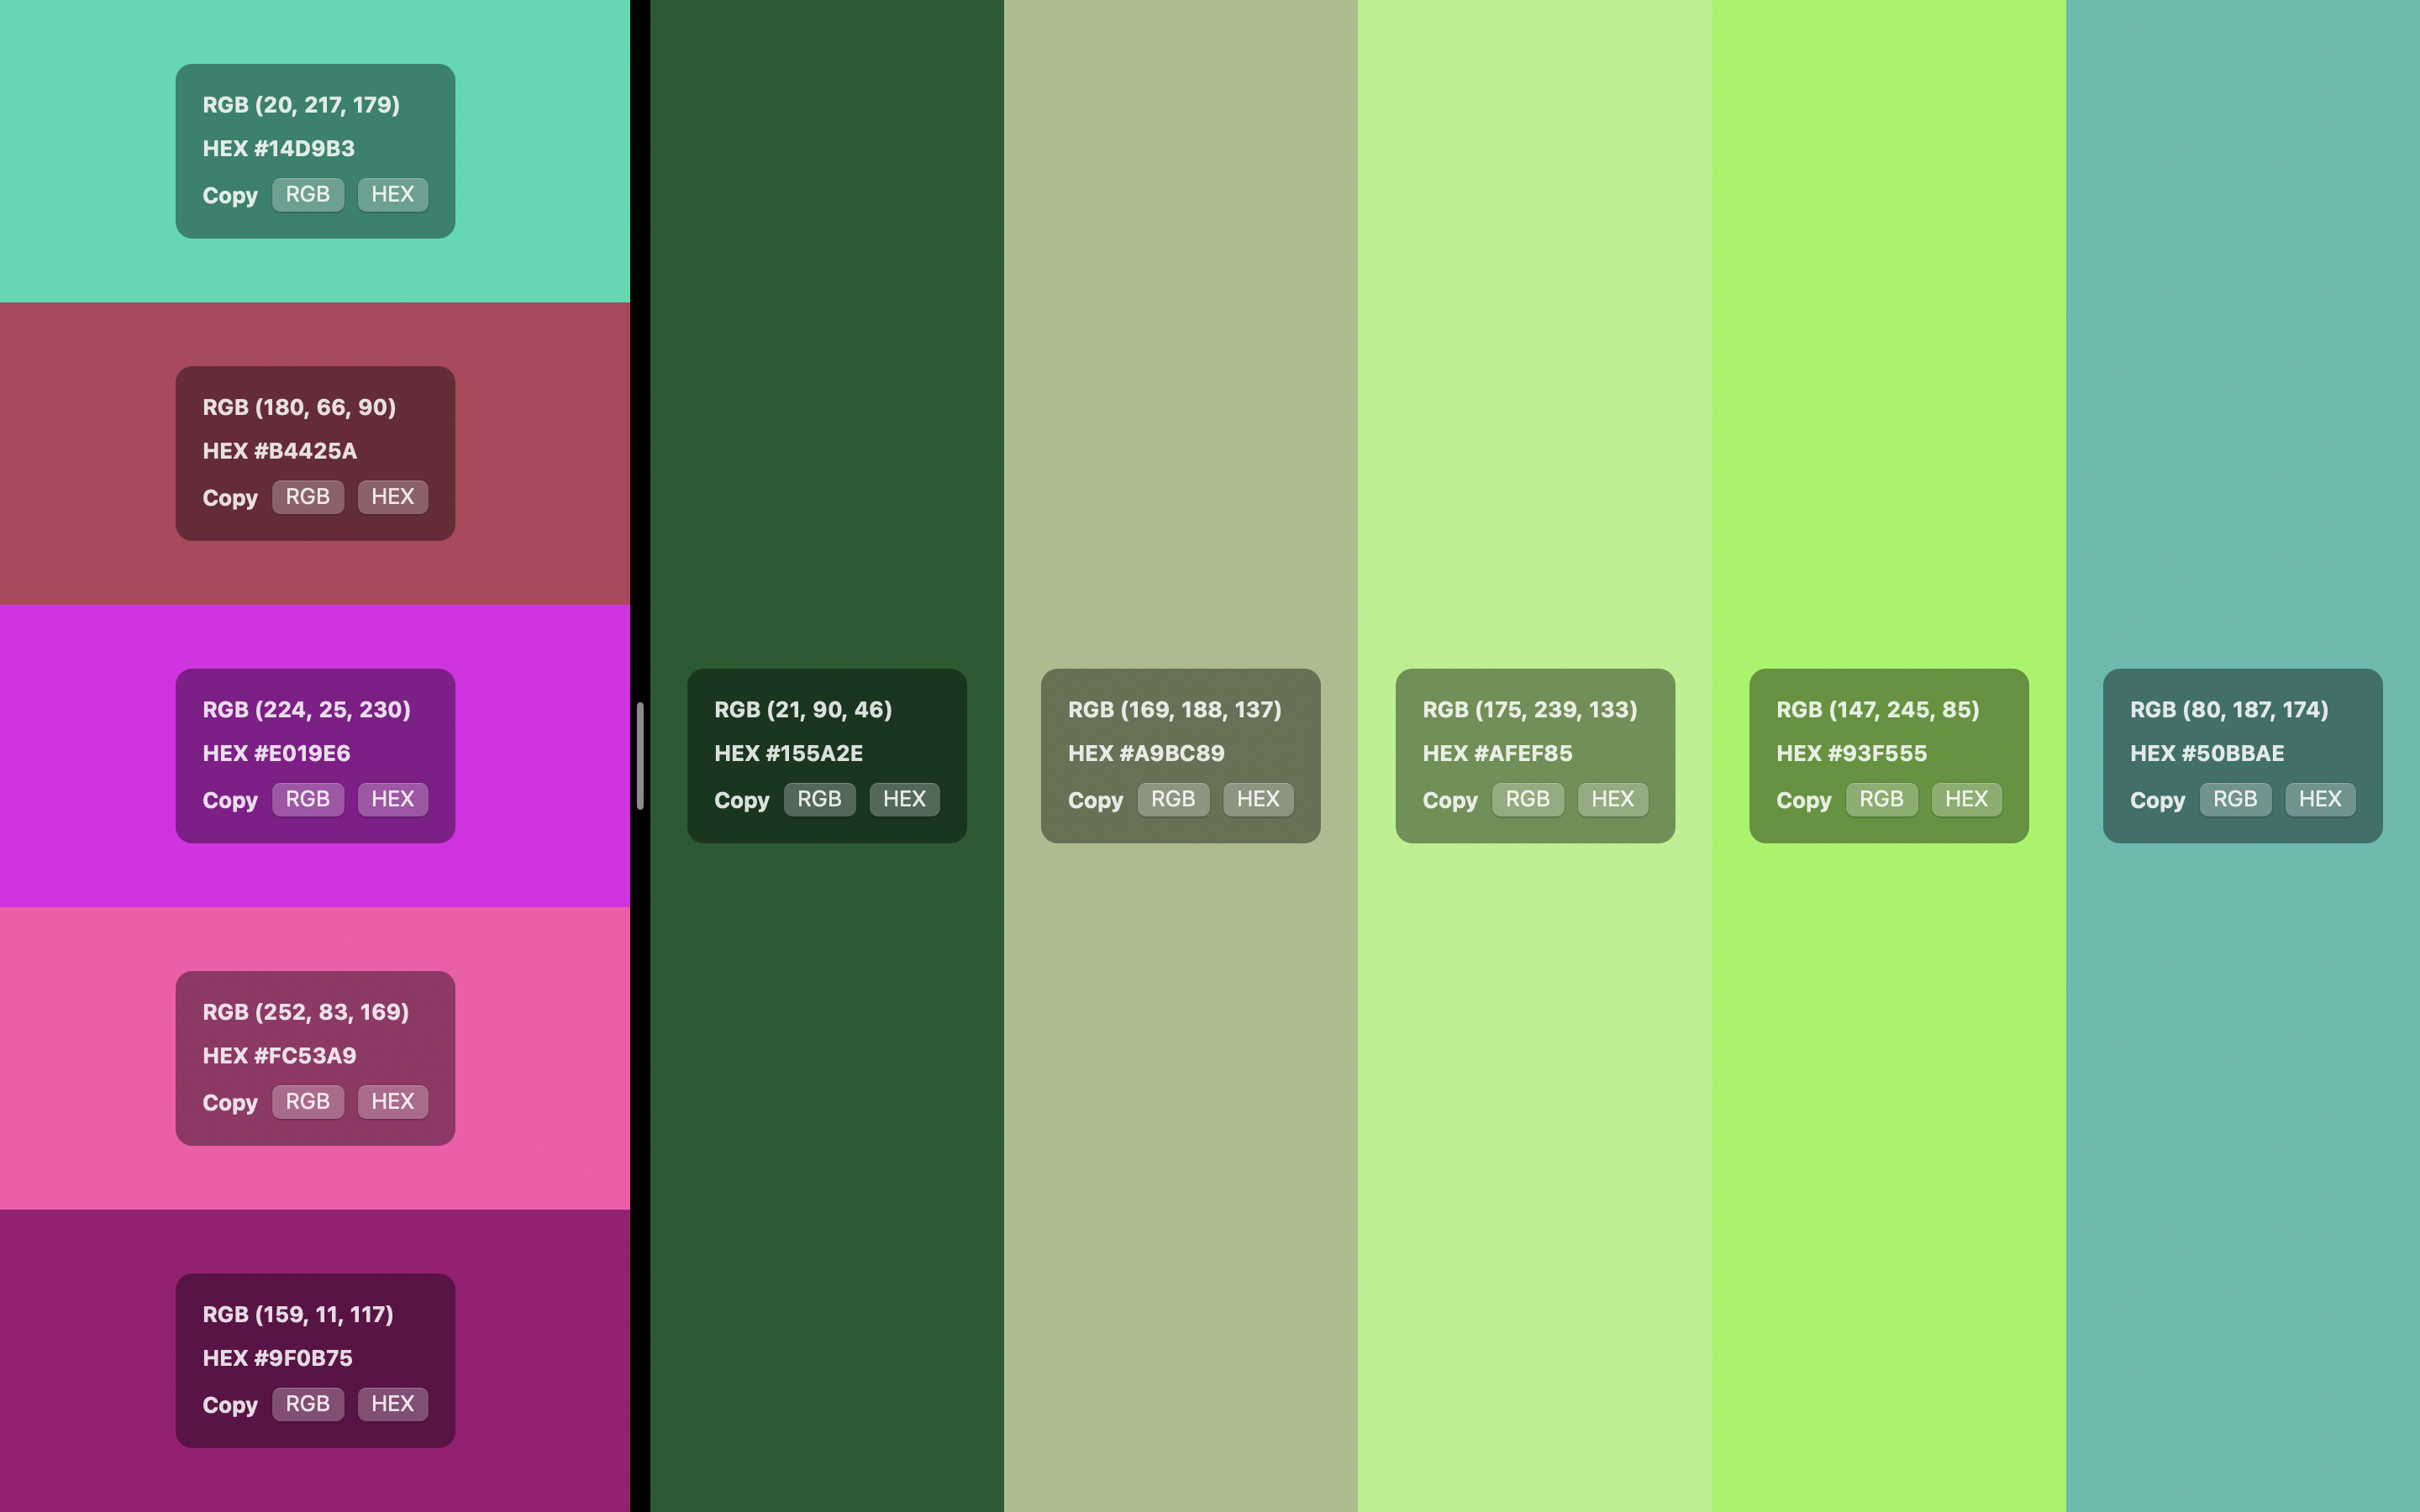 RGB (20, 217, 179)
HEX #14D9B3
Copy RGB HEX
RGB (180, 66, 90)
HEX #B4425A
Copy RGB HEX
RGB (224, 25, 230)
HEX #E019E6
Copy RGB HEX
RGB (252, 83, 169)
HEX #FC53A9
Copy RGB HEX
RGB (159, 11, 117)
HEX #9F0B75
Copy RGB HEX
RGB (21, 90, 46)
HEX #155A2E
Copy RGB HEX
RGB (169, 188, 137)
HEX #A9BC89
Copy RGB HEX
RGB (175, 239, 133)
HEX #AFEF85
Copy RGB HEX
RGB (147, 245, 85)
HEX #93F555
Copy RGB HEX
RGB (80, 187, 174)
HEX #50BBAE
Copy RGB HEX